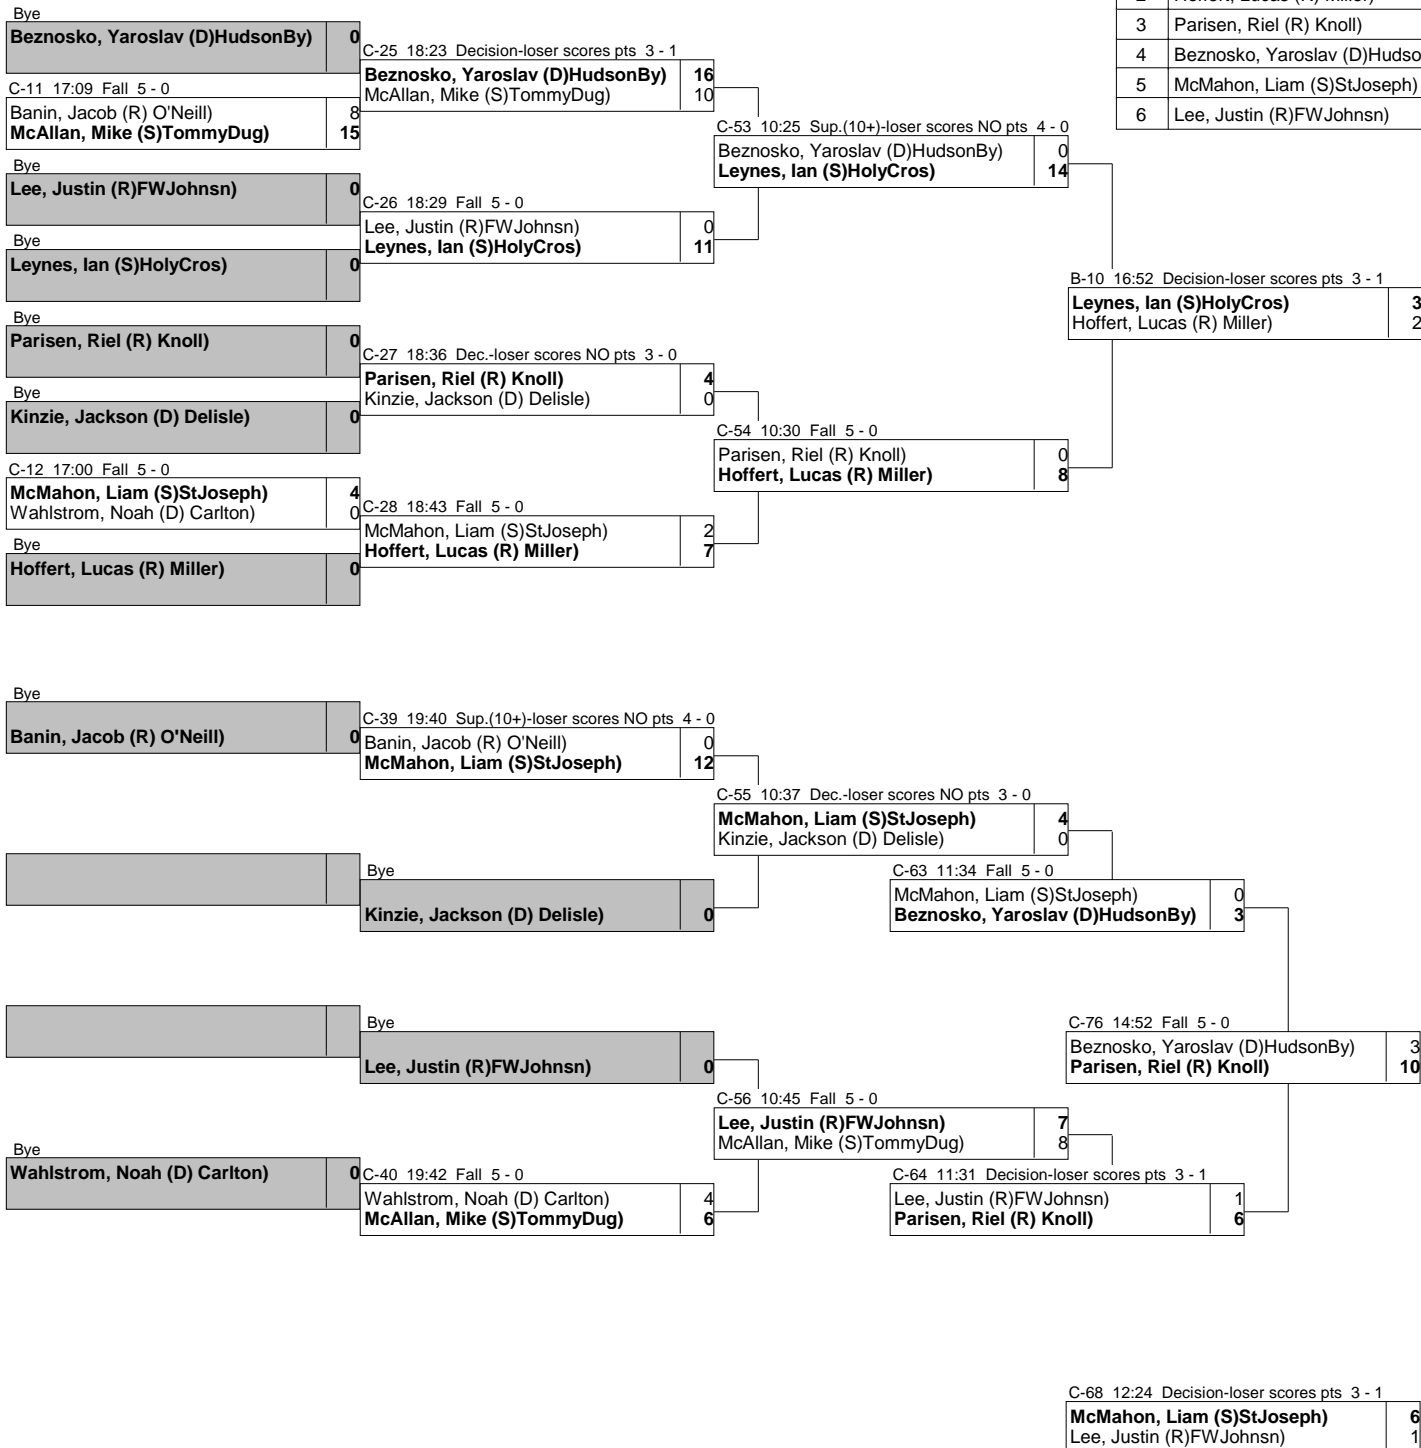 Bye
Beznosko, Yaroslav (D)HudsonBy) 0
C-11 17:09 Fall 5 - 0
Banin, Jacob (R) O'Neill) 8
McAllan, Mike (S)TommyDug) 15
Bye
Lee, Justin (R)FWJohnsn) 0
Bye
Leynes, Ian (S)HolyCros) 0
Bye
Parisen, Riel (R) Knoll) 0
Bye
Kinzie, Jackson (D) Delisle) 0
C-12 17:00 Fall 5 - 0
McMahon, Liam (S)StJoseph) 4
Wahlstrom, Noah (D) Carlton) 0
Bye
Hoffert, Lucas (R) Miller) 0
C-25 18:23 Decision-loser scores pts 3 - 1
Beznosko, Yaroslav (D)HudsonBy) 16
McAllan, Mike (S)TommyDug) 10
C-26 18:29 Fall 5 - 0
Lee, Justin (R)FWJohnsn) 0
Leynes, Ian (S)HolyCros) 11
C-27 18:36 Dec.-loser scores NO pts 3 - 0
Parisen, Riel (R) Knoll) 4
Kinzie, Jackson (D) Delisle) 0
C-28 18:43 Fall 5 - 0
McMahon, Liam (S)StJoseph) 2
Hoffert, Lucas (R) Miller) 7
C-53 10:25 Sup.(10+)-loser scores NO pts 4 - 0
Beznosko, Yaroslav (D)HudsonBy) 0
Leynes, Ian (S)HolyCros) 14
C-54 10:30 Fall 5 - 0
Parisen, Riel (R) Knoll) 0
Hoffert, Lucas (R) Miller) 8
3 Parisen, Riel (R) Knoll)
4 Beznosko, Yaroslav (D)Hudso
5 McMahon, Liam (S)StJoseph)
6 Lee, Justin (R)FWJohnsn)
B-10 16:52 Decision-loser scores pts 3 - 1
Leynes, Ian (S)HolyCros) 3
Hoffert, Lucas (R) Miller) 2
Bye
Banin, Jacob (R) O'Neill) 0
Bye
Wahlstrom, Noah (D) Carlton) 0
C-39 19:40 Sup.(10+)-loser scores NO pts 4 - 0
Banin, Jacob (R) O'Neill) 0
McMahon, Liam (S)StJoseph) 12
Bye
Kinzie, Jackson (D) Delisle) 0
Bye
Lee, Justin (R)FWJohnsn) 0
C-40 19:42 Fall 5 - 0
Wahlstrom, Noah (D) Carlton) 4
McAllan, Mike (S)TommyDug) 6
C-55 10:37 Dec.-loser scores NO pts 3 - 0
McMahon, Liam (S)StJoseph) 4
Kinzie, Jackson (D) Delisle) 0
C-56 10:45 Fall 5 - 0
Lee, Justin (R)FWJohnsn) 7
McAllan, Mike (S)TommyDug) 8
C-63 11:34 Fall 5 - 0
McMahon, Liam (S)StJoseph) 0
Beznosko, Yaroslav (D)HudsonBy) 3
C-64 11:31 Decision-loser scores pts 3 - 1
Lee, Justin (R)FWJohnsn) 1
Parisen, Riel (R) Knoll) 6
C-76 14:52 Fall 5 - 0
Beznosko, Yaroslav (D)HudsonBy) 3
Parisen, Riel (R) Knoll) 10
C-68 12:24 Decision-loser scores pts 3 - 1
McMahon, Liam (S)StJoseph) 6
Lee, Justin (R)FWJohnsn) 1